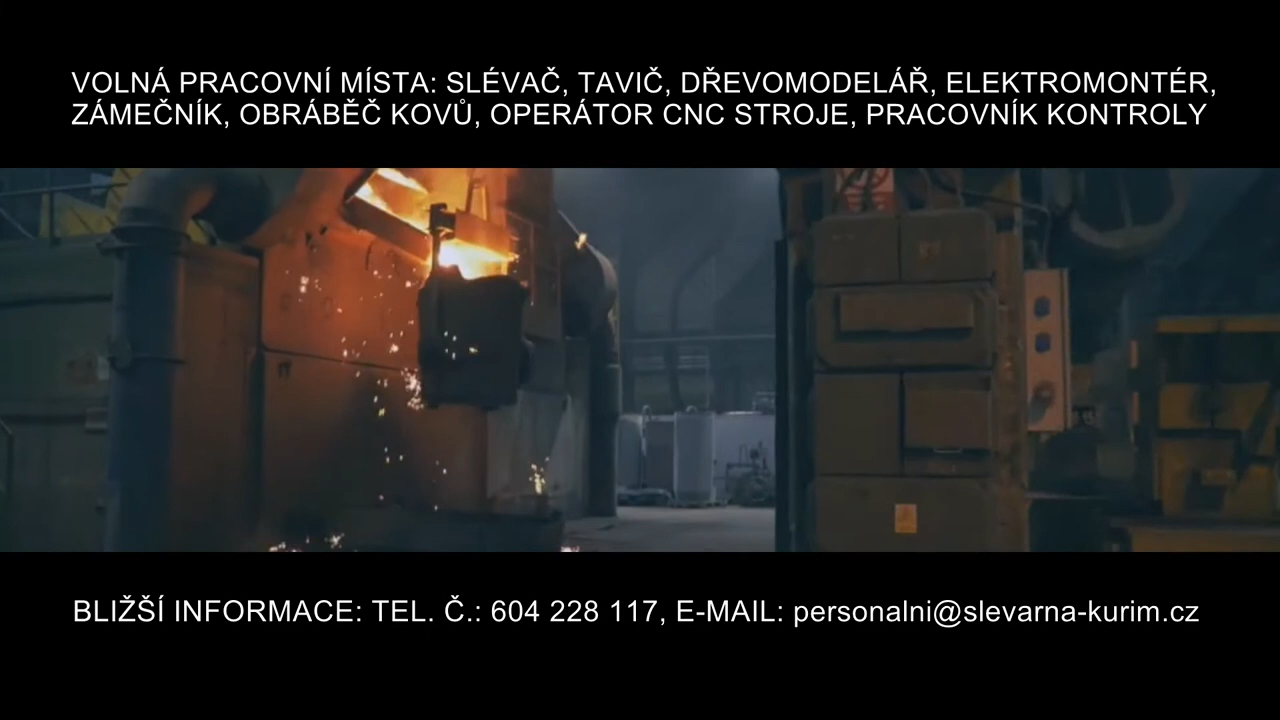 VOLNÁ PRACOVNÍ MÍSTA: SLÉVAČ, TAVIČ, DŘEVOMODELÁŘ, ELEKTROMONTÉR,
ZÁMEČNÍK, OBRÁBĚČ KOVŮ, OPERÁTOR CNC STROJE, PRACOVNÍK KONTROLY
BLIŽŠÍ INFORMACE: TEL. Č.: 604 228 117, E-MAIL: personalni@slevarna-kurim.cz